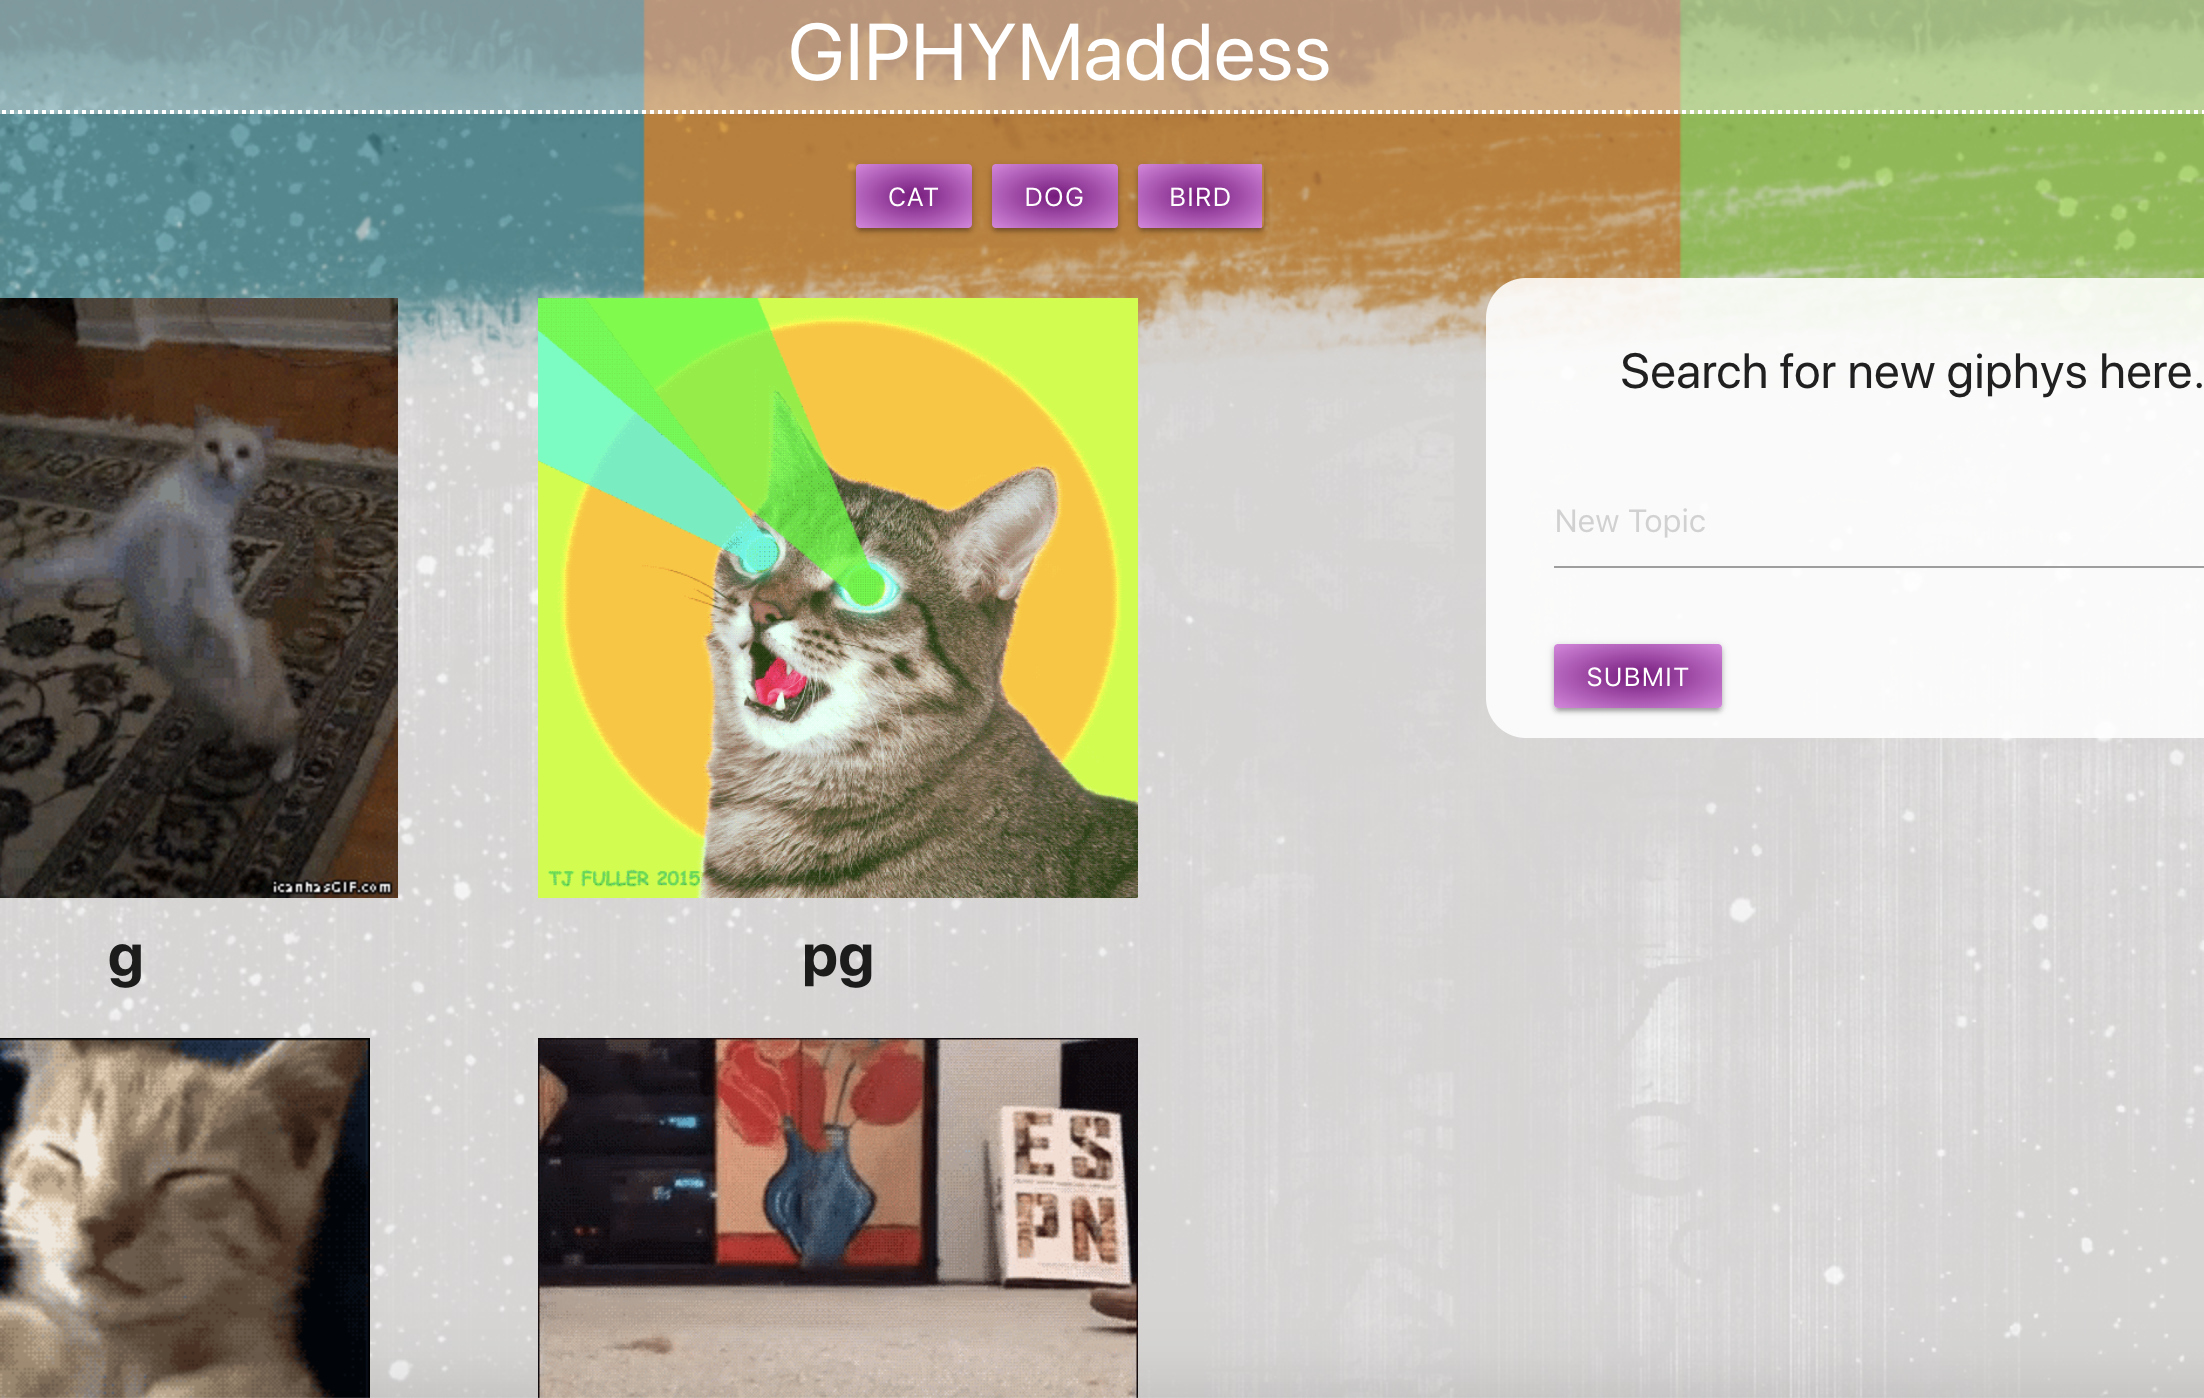 GIPHYMaddess
CAT
DOG
BIRD
Search for new giphys here.
New Topic
SUBMIT
icanhasGIF.com
TJ FULLER 2015
g
pg
ES
PN